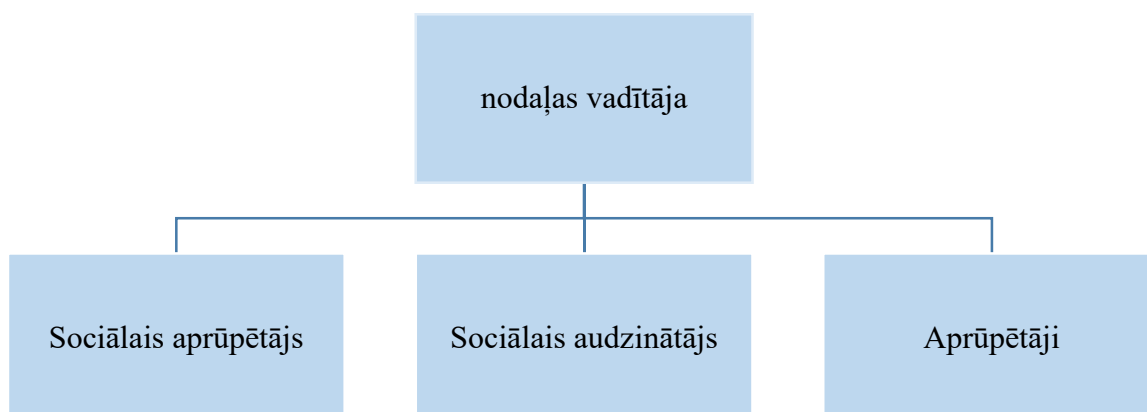 nodaļas vadītāja
Sociālais aprūpētājs
Sociālais audzinātājs
Aprūpētāji